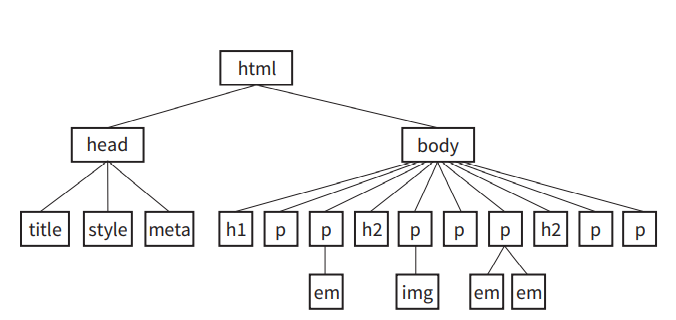 html
head body
title style meta h1 p p h2 p p p h2 p p
em img em em